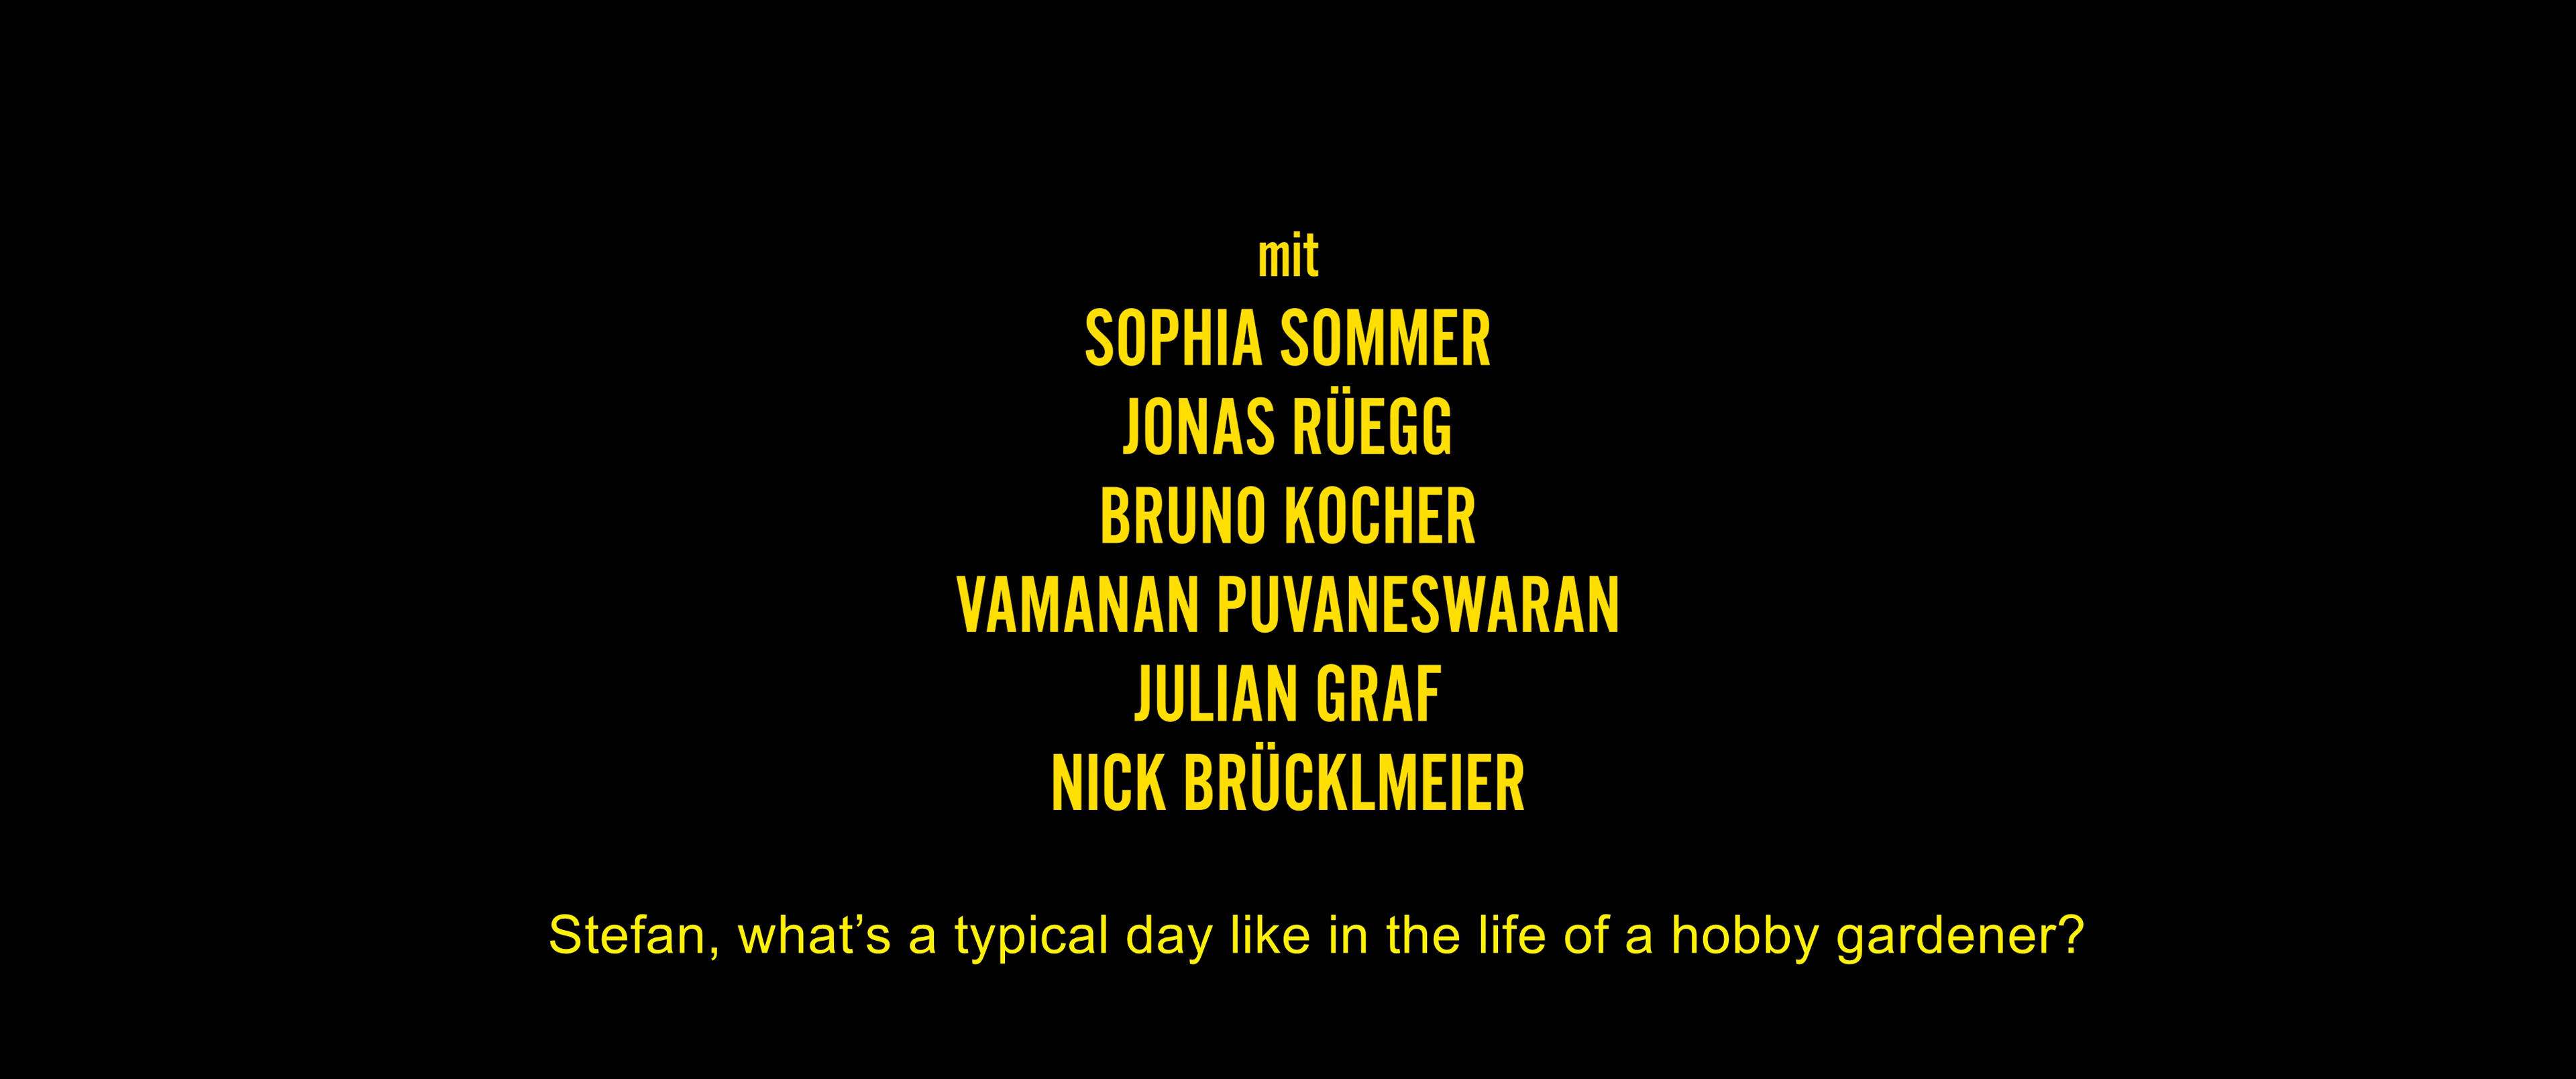 mit
SOPHIA SOMMER
JONAS RÜEGG
BRUNO KOCHER
VAMANAN PUVANESWARAN
JULIAN GRAF
NICK BRÜCKLMEIER
Stefan, what’s a typical day like in the life of a hobby gardener?